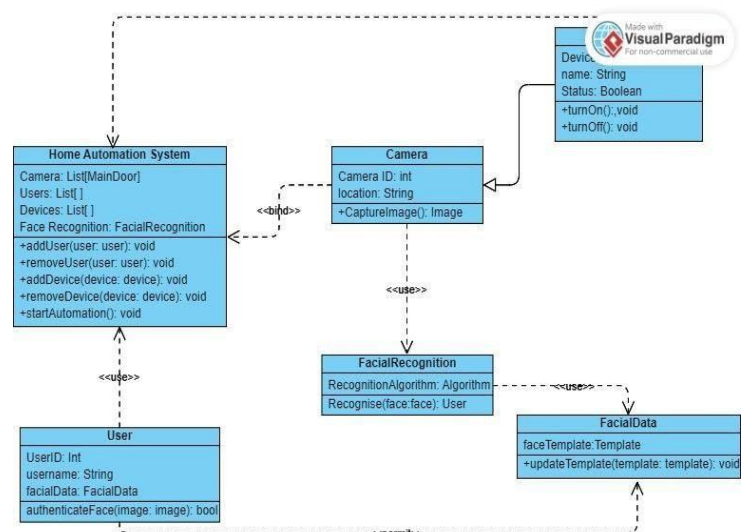 Made with
Visual Paradigm
For non-commercial use
Devic
name: String
Status: Boolean
+turnOn():,void
+turnOff(): void
Home Automation System
Camera: List[MainDoor]
Users: List[ ]
Devices: List[ ]
Face Recognition: FacialRecognition
+addUser(user: user): void
+removeUser(user: user): void
+addDevice(device: device): void
+removeDevice(device: device): void
+startAutomation(): void
Camera
Camera ID: int
location: String
+CaptureImage(): Image
<<bind>>
<<use>>
FacialRecognition
RecognitionAlgorithm: Algorithm
Recognise(face:face): User
<<use>>
<<use>>
FacialData
faceTemplate:Template
+updateTemplate(template: template): void
User
UserID: Int
username: String
facialData: FacialData
authenticateFace(image: image): bool